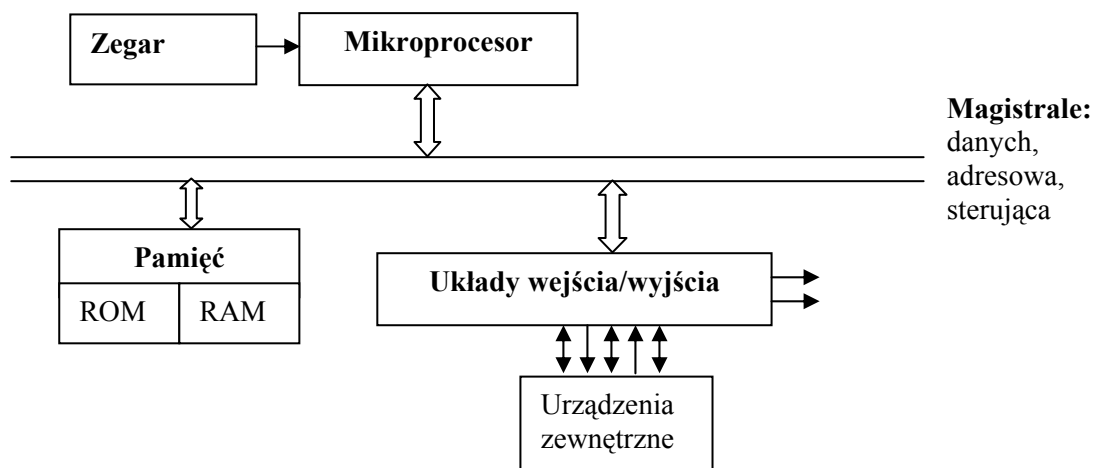 Zegar
Mikroprocesor
Magistrale:
danych,
adresowa,
sterująca
Pamięć
ROM
RAM
Układy wejścia/wyjścia
Urządzenia
zewnętrzne